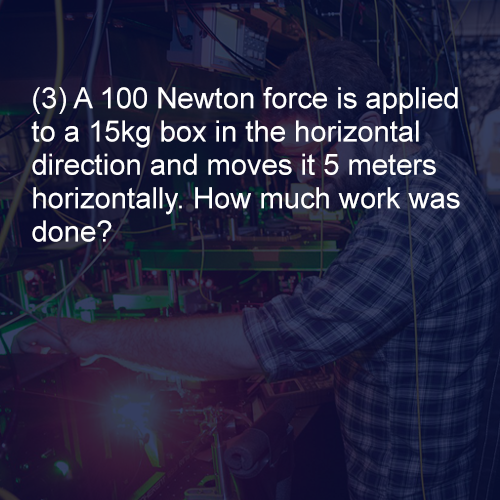 (3) A 100 Newton force is applied
to a 15kg box in the horizontal
direction and moves it 5 meters
horizontally. How much work was
done?